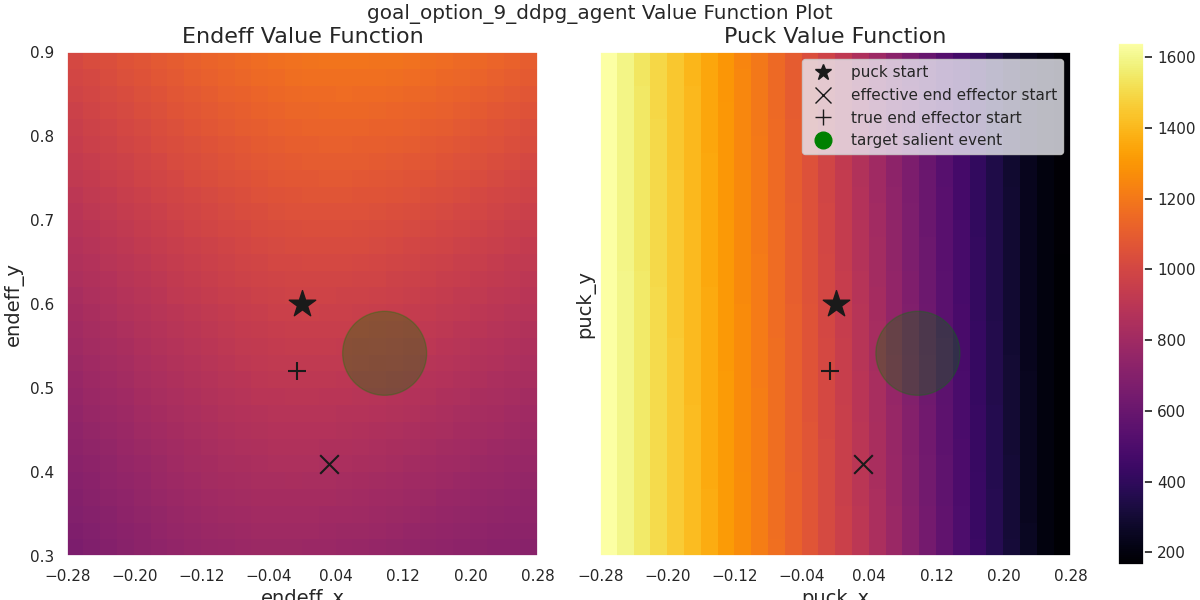 goal_option_9_ddpg_agent Value Function Plot
Endeff Value Function
Puck Value Function
puck start
effective end effector start
true end effector start
target salient event
0.9
0.8
0.7
0.6
0.5
0.4
0.3
endeff_y
−0.28 −0.20 −0.12 −0.04 0.04 0.12 0.20 0.28
endeff_x
puck_y
−0.28 −0.20 −0.12 −0.04 0.04 0.12 0.20 0.28
puck_x
1600
1400
1200
1000
800
600
400
200